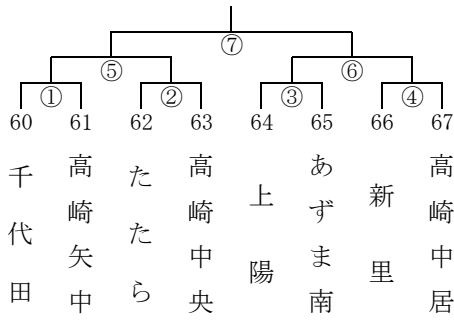 ⑦
⑤ ⑥
① ② ③ ④
60 61 62 63 64 65 66 67
千代田
高崎矢中
たたら
高崎中央
上陽
あずま南
新里
高崎中居